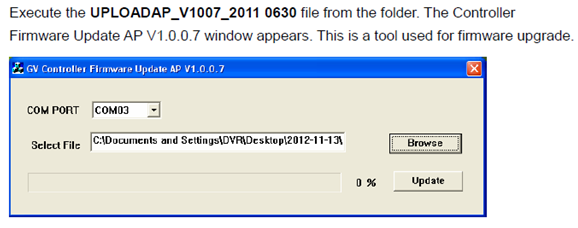 Execute the UPLOADAP_V1007_2011 0630 file from the folder. The Controller
Firmware Update AP V1.0.0.7 window appears. This is a tool used for firmware upgrade.
GV Controller Firmware Update AP V1.0.0.7
COM PORT COM03
Select File C:\Documents and Settings\DVR\Desktop\2012-11-13\ Browse
0 % Update